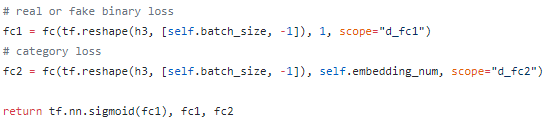 # real or fake binary loss
fc1 = fc(tf.reshape(h3, [self.batch_size, -1]), 1, scope="d_fc1")
# category loss
fc2 = fc(tf.reshape(h3, [self.batch_size, -1]), self.embedding_num, scope="d_fc2")
return tf.nn.sigmoid(fc1), fc1, fc2